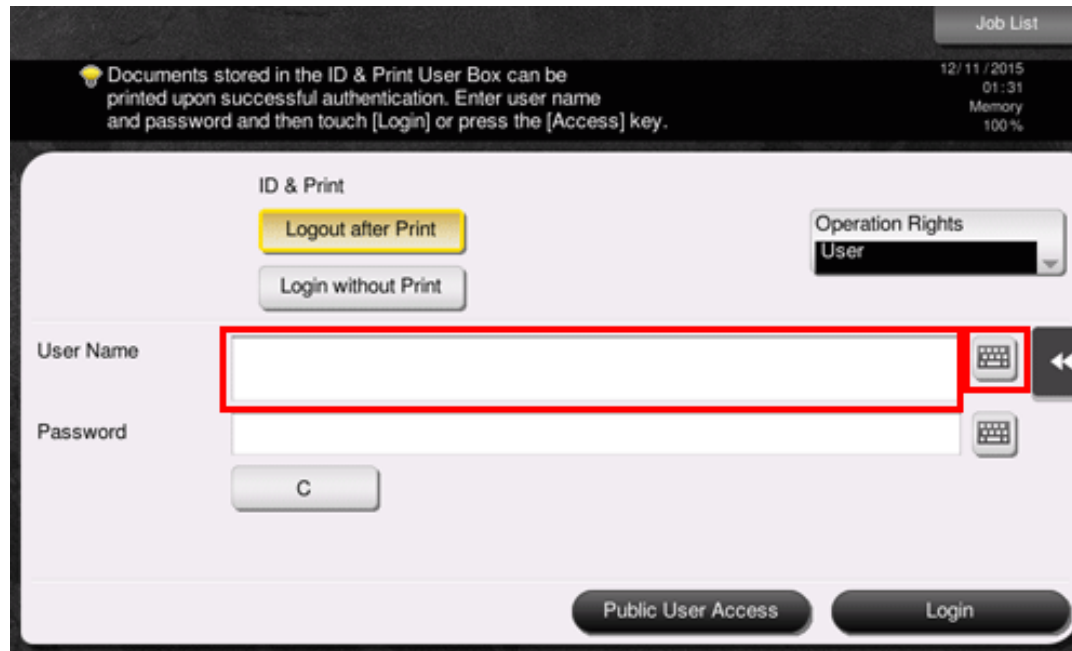 Job List
Documents stored in the ID & Print User Box can be
printed upon successful authentication. Enter user name
and password and then touch [Login] or press the [Access] key.
12/11/2015
01:31
Memory
100%
ID & Print
Logout after Print
Operation Rights
User
Login without Print
User Name
Password
C
Public User Access
Login